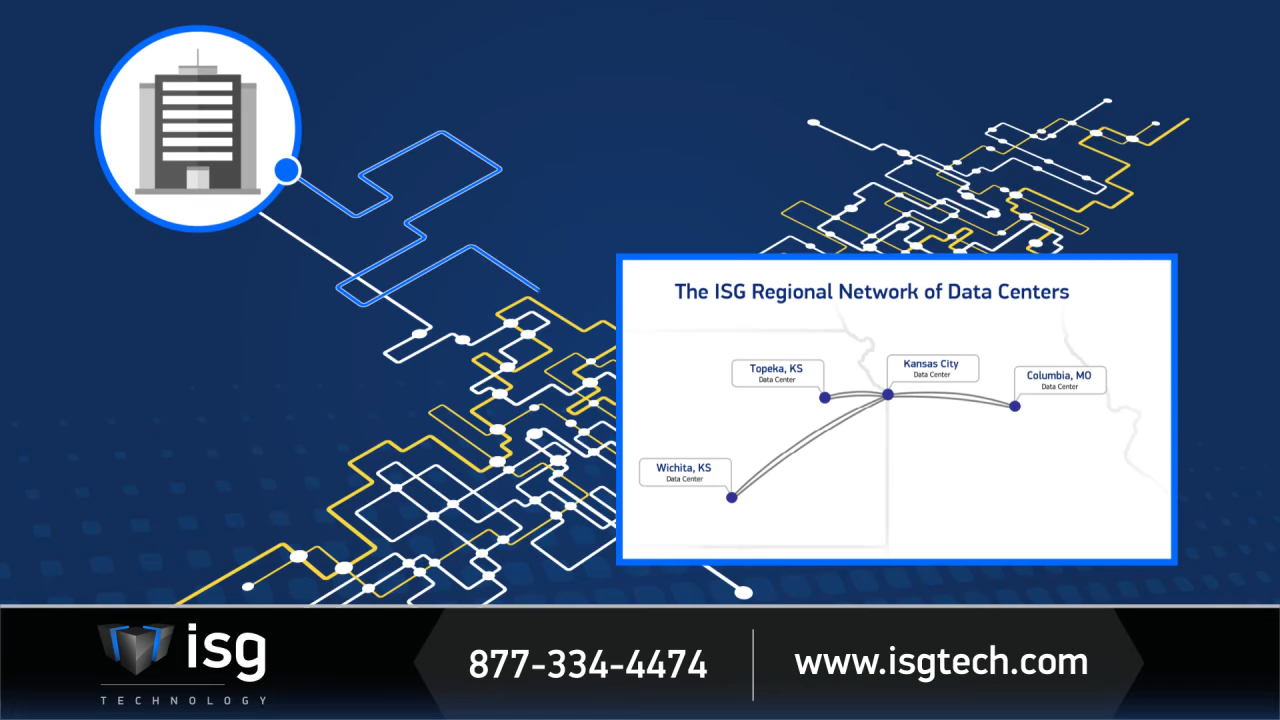 The ISG Regional Network of Data Centers
Topeka, KS
Data Center
Kansas City
Data Center
Columbia, MO
Data Center
Wichita, KS
Data Center
isg
TECHNOLOGY
877-334-4474
www.isgtech.com